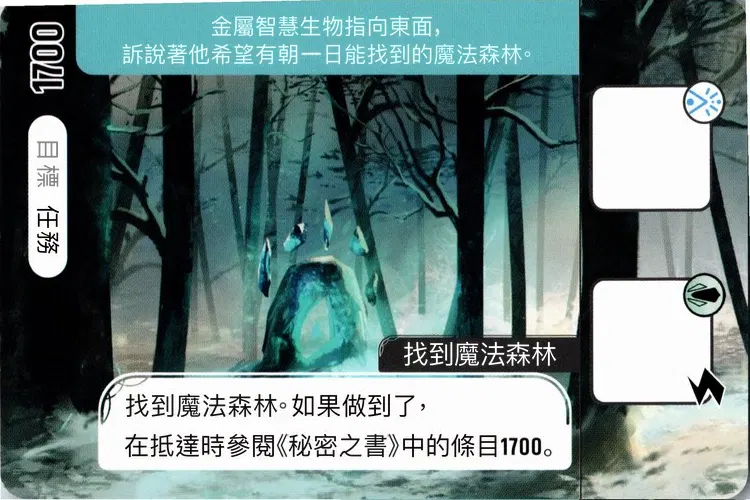 金屬智慧生物指向東面，
訴說著他希望有朝一日能找到的魔法森林。
1700
目標 任務
找到魔法森林
找到魔法森林。如果做到了，
在抵達時參閱《秘密之書》中的條目1700。